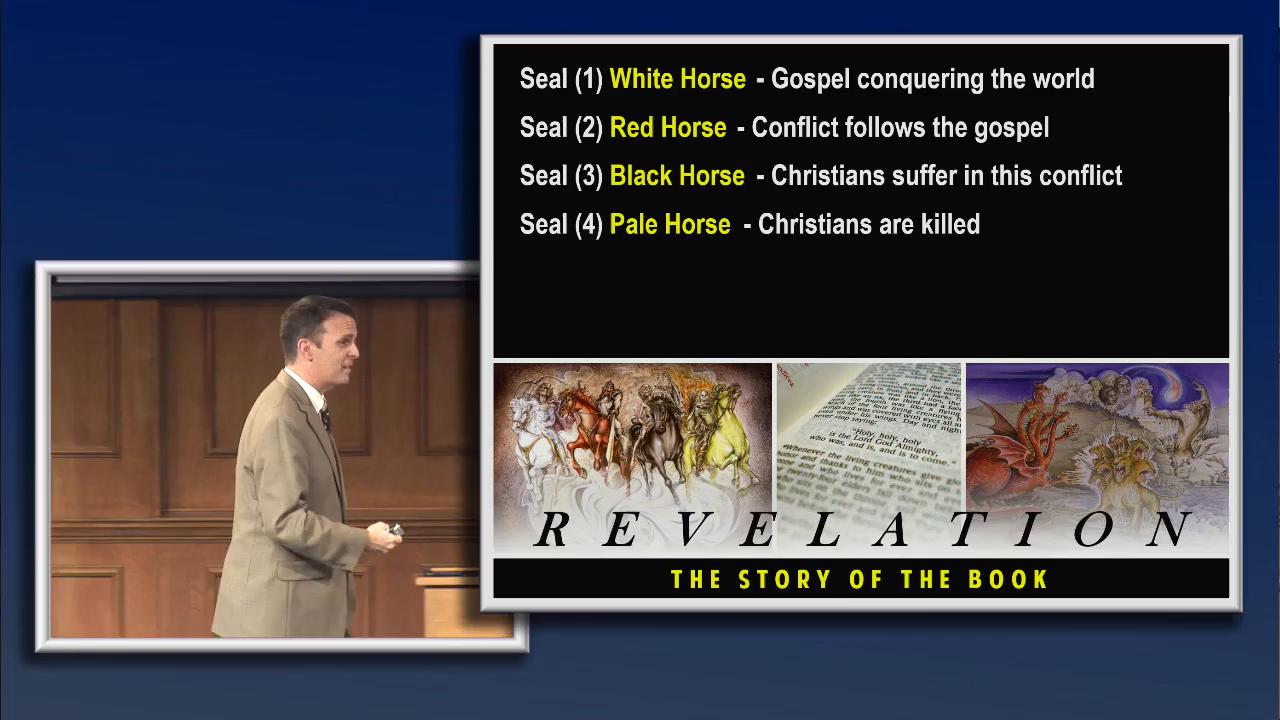 Seal (1) White Horse - Gospel conquering the world
Seal (2) Red Horse - Conflict follows the gospel
Seal (3) Black Horse - Christians suffer in this conflict
Seal (4) Pale Horse - Christians are killed
"Holy, holy, holy
is the Lord God Almighty,
who was, and is, and is to come."
REVELATION
THE STORY OF THE BOOK